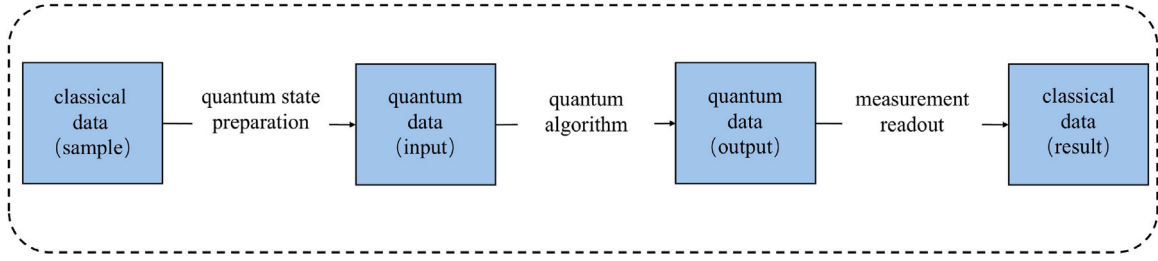 classical
data
（sample）
quantum state
preparation
quantum
data
（input）
quantum
algorithm
quantum
data
（output）
measurement
readout
classical
data
（result）